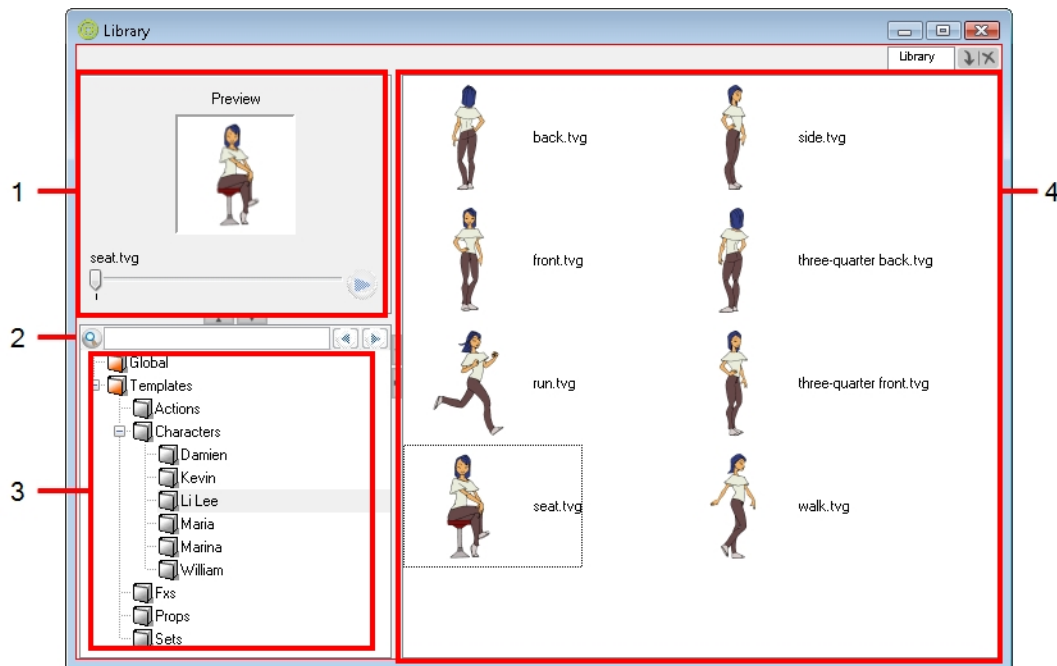 Library
Library
1
Preview
seat.tvg
2
3
Global
Templates
Actions
Characters
Damien
Kevin
Li Lee
Maria
Marina
William
Fxs
Props
Sets
4
back.tvg
side.tvg
front.tvg
three-quarter back.tvg
run.tvg
three-quarter front.tvg
seat.tvg
walk.tvg